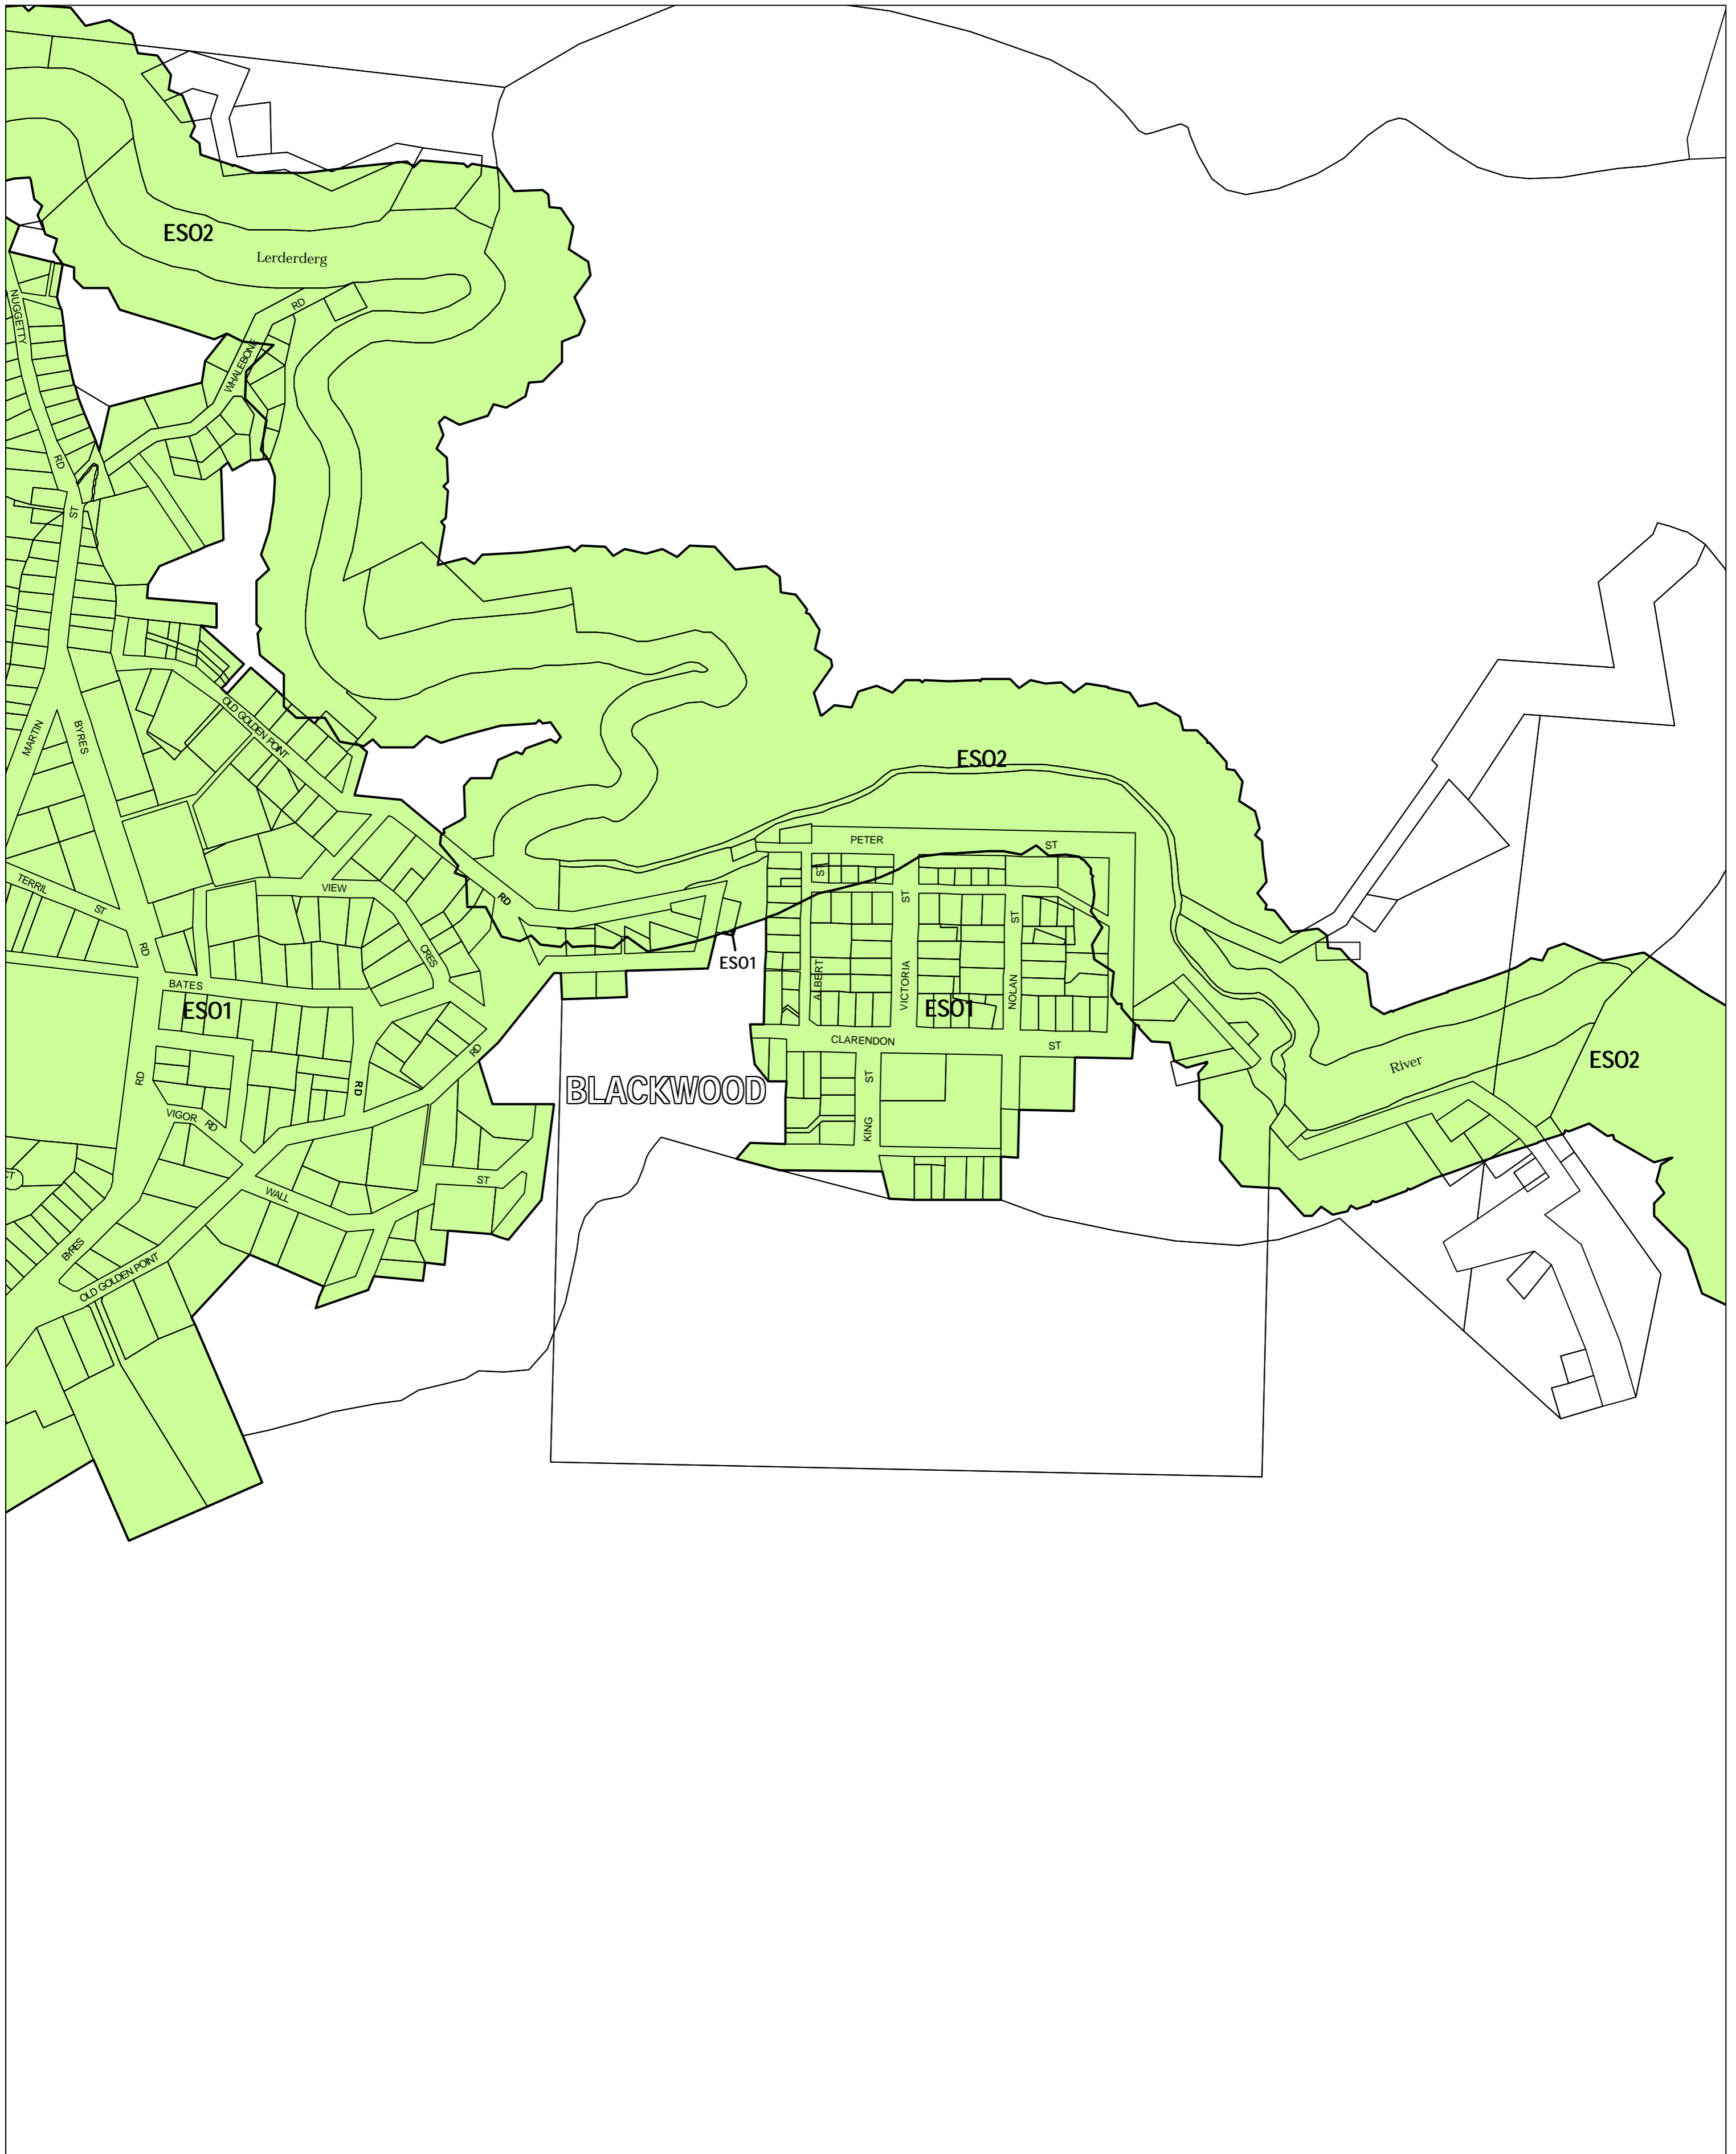 ESO2
Lerderderg
NUGGETTY
RD
WHALEBONE
RD
ST
OLD GOLDEN POINT
MARTIN
BYRES
ESO2
PETER
ST
ST
TERRIL
ST
VIEW
RD
ST
ST
RD
CRES
ESO1
ALBERT
VICTORIA
NOLAN
BATES
ESO1
ESO1
CLARENDON
ST
RD
River
ESO2
RD
RD
ST
BLACKWOOD
VIGOR
RD
KING
CT
ST
WALL
BYRES
OLD GOLDEN POINT